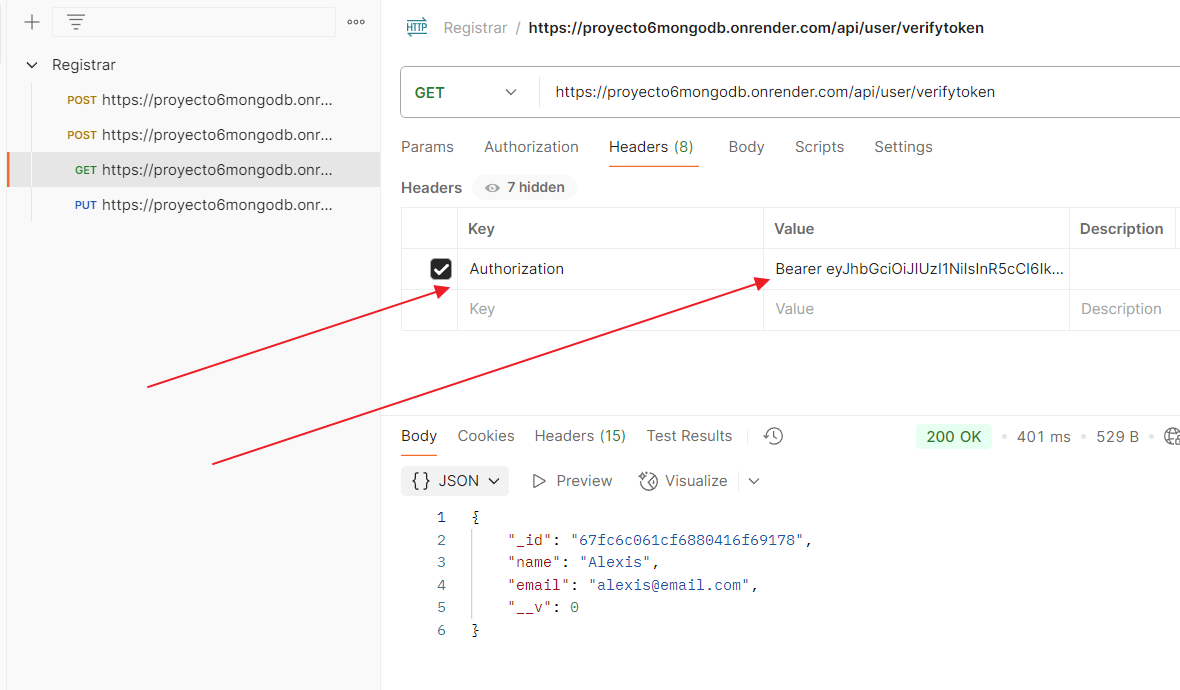 Registrar
POST https://proyecto6mongodb.onr...
POST https://proyecto6mongodb.onr...
GET https://proyecto6mongodb.onr...
PUT https://proyecto6mongodb.onr...
HTTP Registrar / https://proyecto6mongodb.onrender.com/api/user/verifytoken
GET https://proyecto6mongodb.onrender.com/api/user/verifytoken
Params Authorization Headers (8) Body Scripts Settings
Headers 7 hidden
Key Value Description
Authorization Bearer eyJhbGciOiJIUzI1NiIsInR5cCI6Ik...
Key Value Description
Body Cookies Headers (15) Test Results 200 OK • 401 ms • 529 B •
{} JSON Preview Visualize
1 {
2 "_id": "67fc6c061cf6880416f69178",
3 "name": "Alexis",
4 "email": "alexis@email.com",
5 "__v": 0
6 }